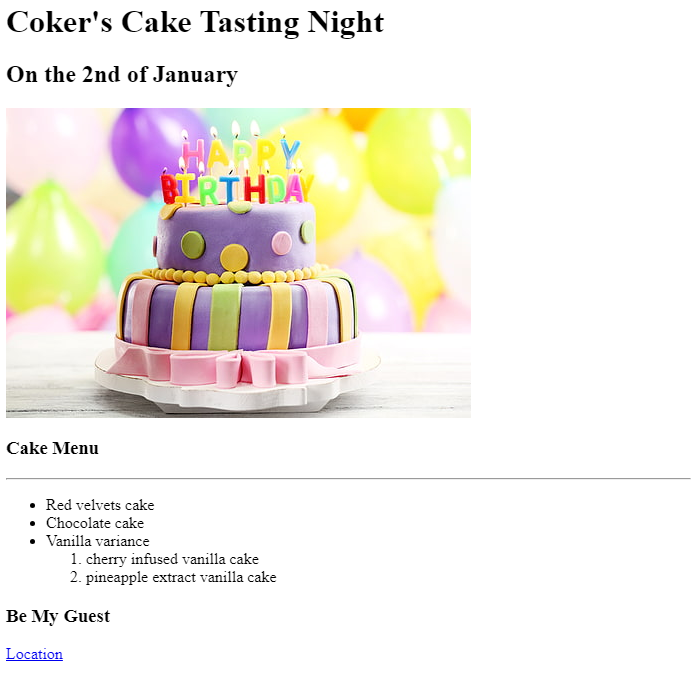 Coker's Cake Tasting Night
On the 2nd of January
HAPPY
BIRTHDAY
Cake Menu
Red velvets cake
Chocolate cake
Vanilla variance
1. cherry infused vanilla cake
2. pineapple extract vanilla cake
Be My Guest
Location